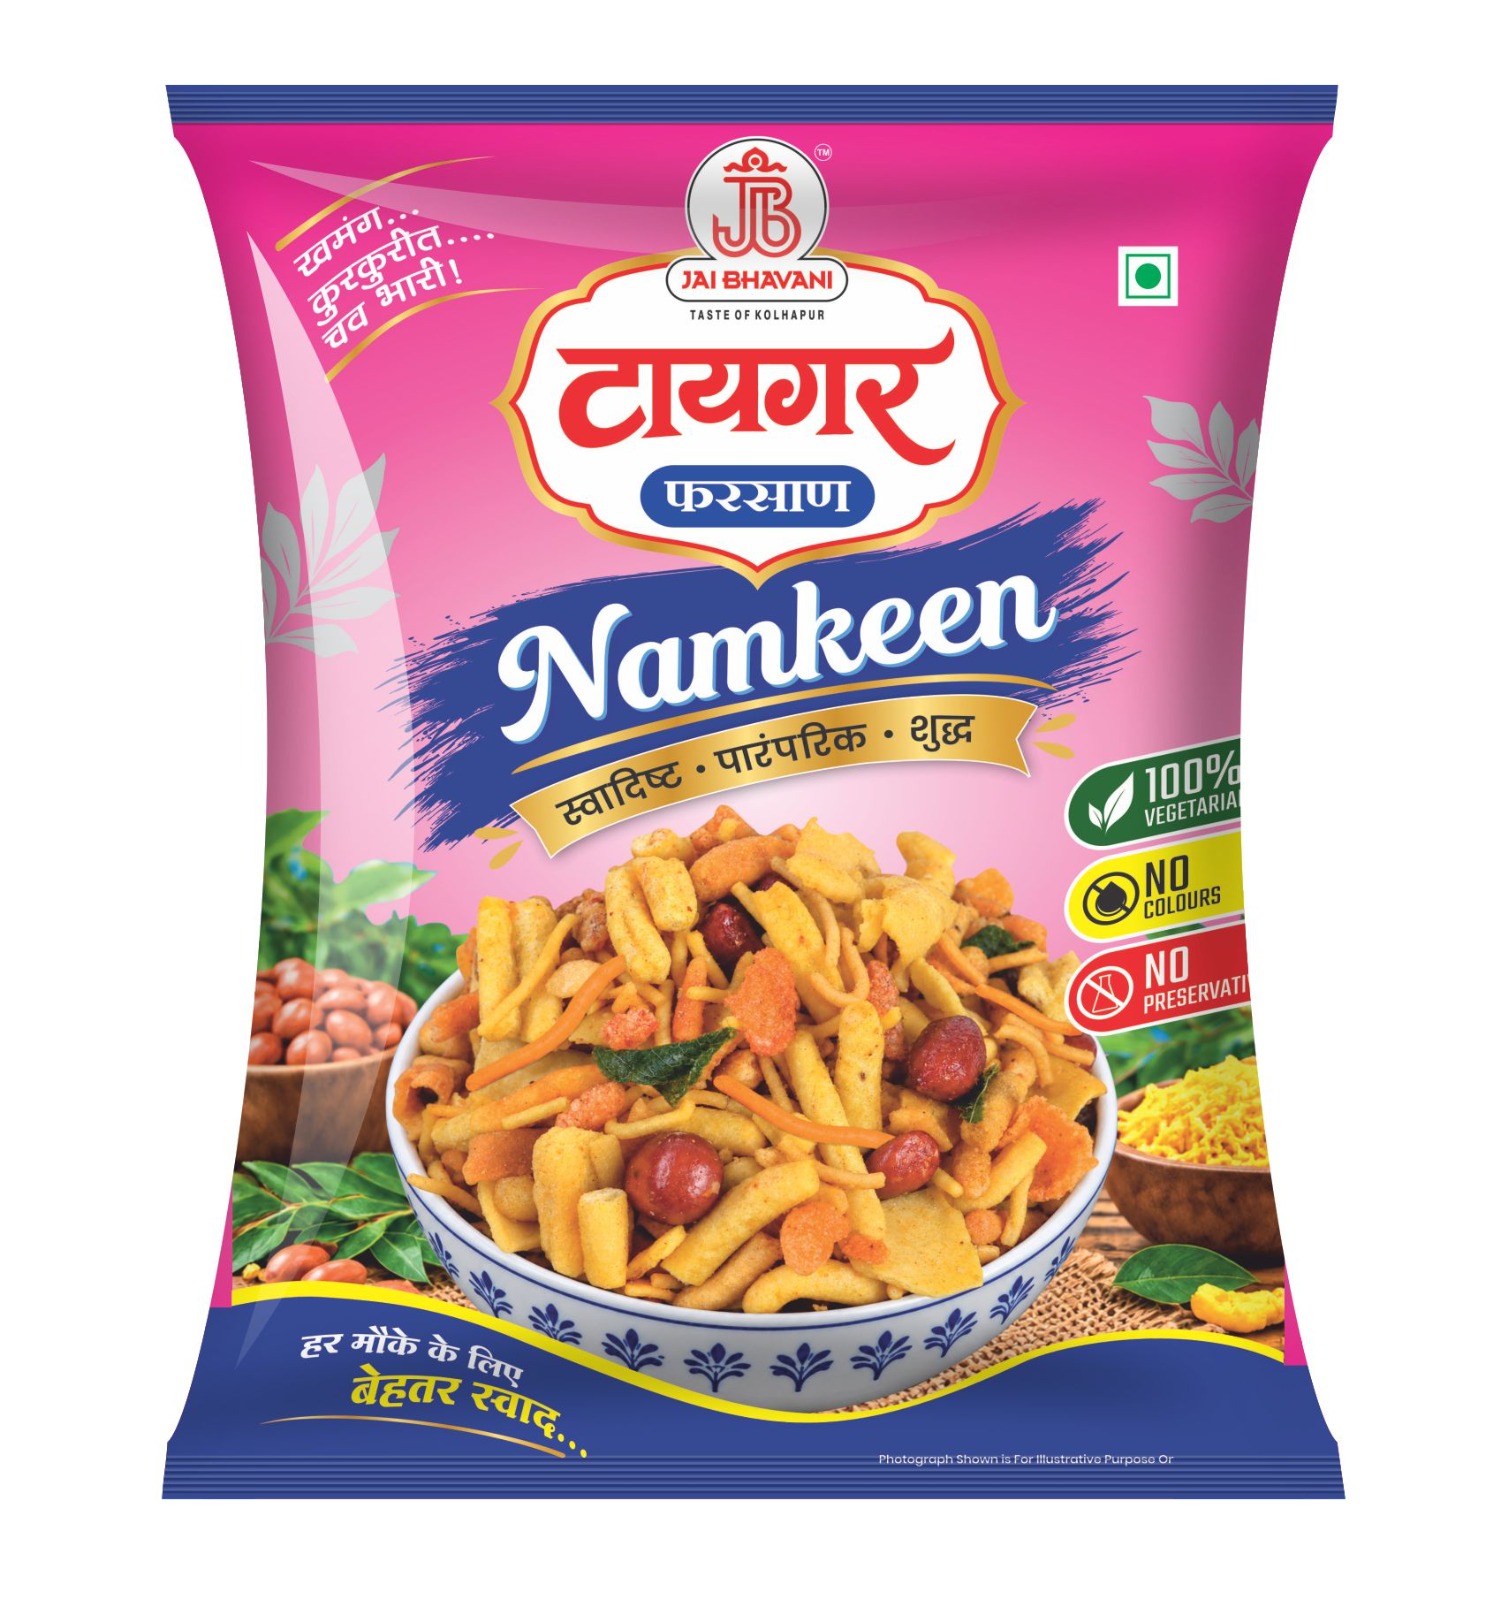 JB
TM
JAI BHAVANI
TASTE OF KOLHAPUR
खमंग...
कुरकुरीत....
चव भारी!
टायगर
फरसाण
Namkeen
स्वादिष्ट • पारंपरिक • शुद्ध
100%
VEGETARIA
NO
COLOURS
NO
PRESERVATI
हर मौके के लिए
बेहतर स्वाद...
Photograph Shown is For Illustrative Purpose Or